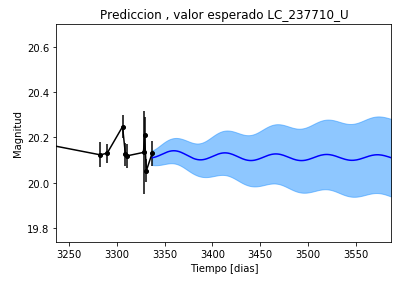 Prediccion , valor esperado LC_237710_U
20.6
20.4
20.2
20.0
19.8
Magnitud
3250 3300 3350 3400 3450 3500 3550
Tiempo [dias]